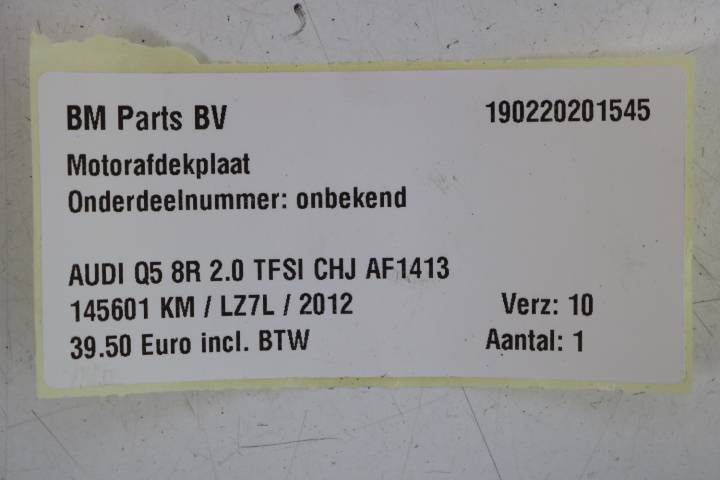 BM Parts BV 190220201545
Motorafdekplaat
Onderdeelnummer: onbekend
AUDI Q5 8R 2.0 TFSI CHJ AF1413
145601 KM / LZ7L / 2012 Verz: 10
39.50 Euro incl. BTW Aantal: 1